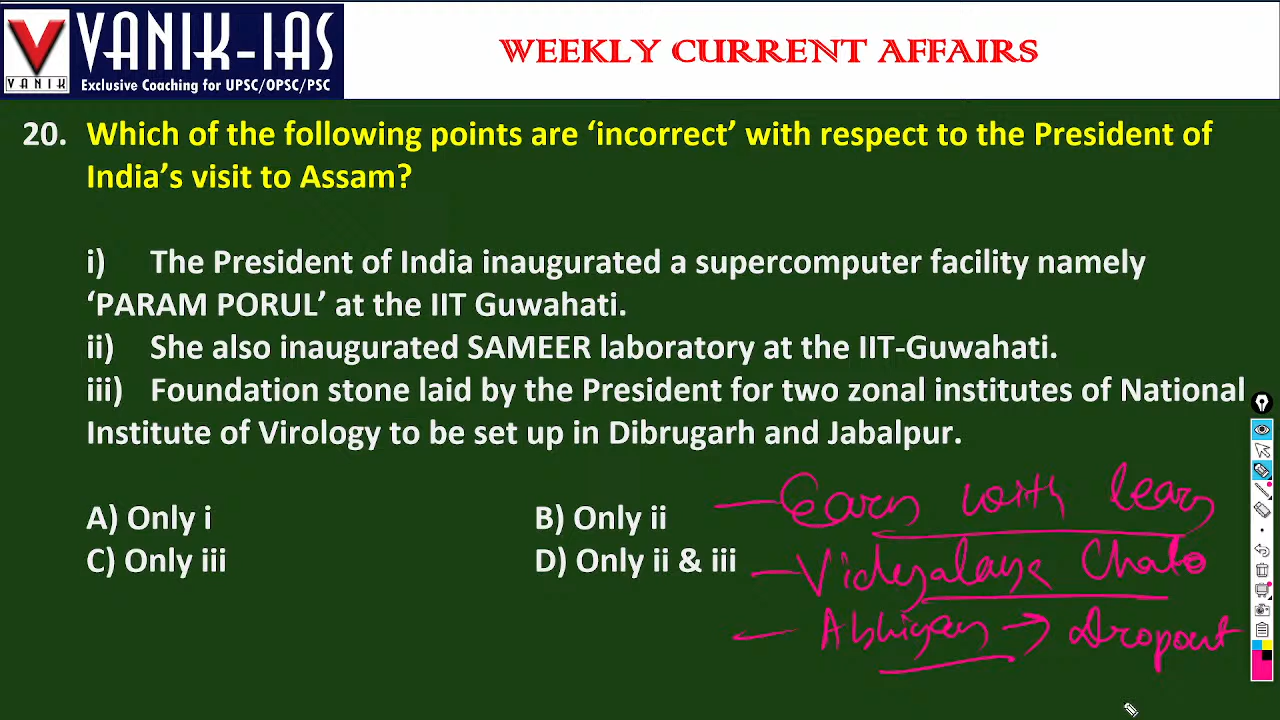 VANIK-IAS
VANIK
Exclusive Coaching for UPSC/OPSC/PSC
WEEKLY CURRENT AFFAIRS
20. Which of the following points are ‘incorrect’ with respect to the President of
India’s visit to Assam?
i) The President of India inaugurated a supercomputer facility namely
‘PARAM PORUL’ at the IIT Guwahati.
ii) She also inaugurated SAMEER laboratory at the IIT-Guwahati.
iii) Foundation stone laid by the President for two zonal institutes of National
Institute of Virology to be set up in Dibrugarh and Jabalpur.
A) Only i B) Only ii
C) Only iii D) Only ii & iii
— Earn with learn
— Vidyalaya Chalo
— Abhiyan → Dropout